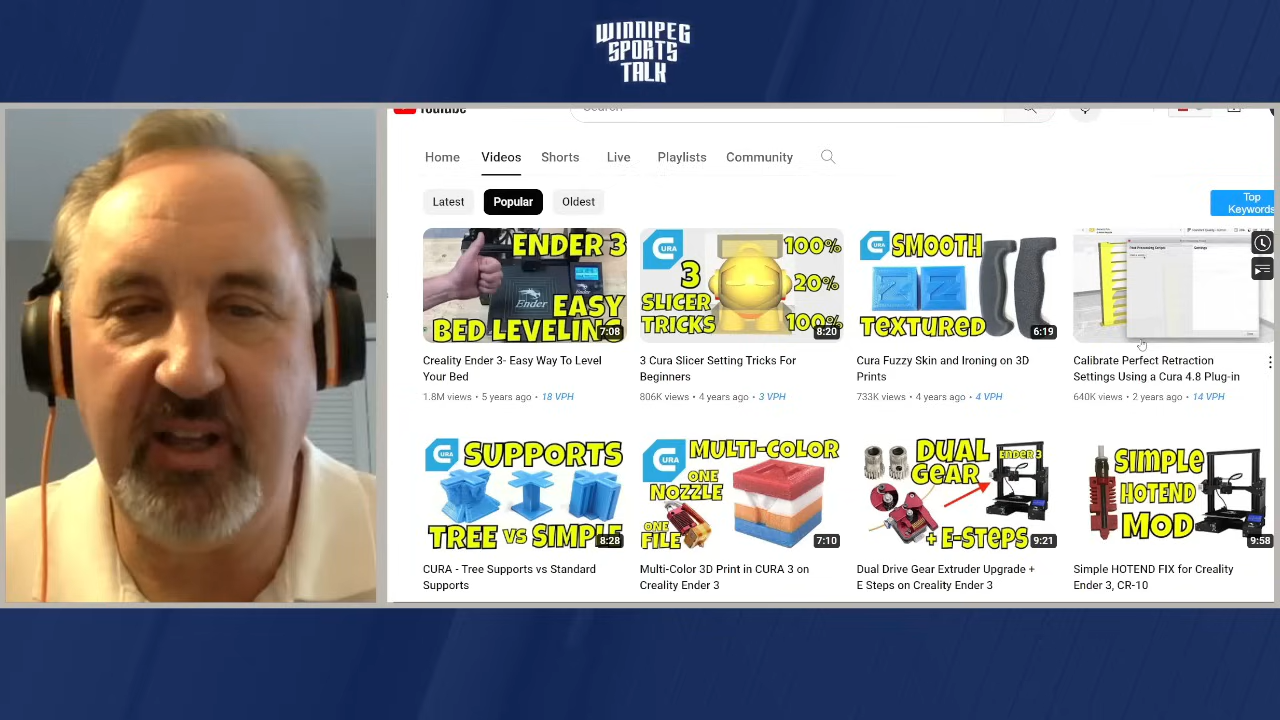 WINNIPEG
SPORTS
TALK
YouTube
Search
Home
Videos
Shorts
Live
Playlists
Community
Latest
Popular
Oldest
Top
Keywords
ENDER 3
Ender
EASY
BED LEVELING
7:08
Creality Ender 3- Easy Way To Level
Your Bed
1.8M views • 5 years ago • 18 VPH
CURA
3
SLICER
TRICKS
100%
20%
100%
8:20
3 Cura Slicer Setting Tricks For
Beginners
806K views • 4 years ago • 3 VPH
CURA
SMOOTH
Z Z
TEXTURED
6:19
Cura Fuzzy Skin and Ironing on 3D
Prints
733K views • 4 years ago • 4 VPH
Calibrate Perfect Retraction
Settings Using a Cura 4.8 Plug-in
640K views • 2 years ago • 14 VPH
CURA
SUPPORTS
TREE VS SIMPLE
8:28
CURA - Tree Supports vs Standard
Supports
CURA
MULTI-COLOR
ONE
NOZZLE
ONE
FILE
7:10
Multi-Color 3D Print in CURA 3 on
Creality Ender 3
DUAL
GEAR
ENDER 3
+ E-STEPS
9:21
Dual Drive Gear Extruder Upgrade +
E Steps on Creality Ender 3
SIMPLE
HOTEND
MOD
9:58
Simple HOTEND FIX for Creality
Ender 3, CR-10